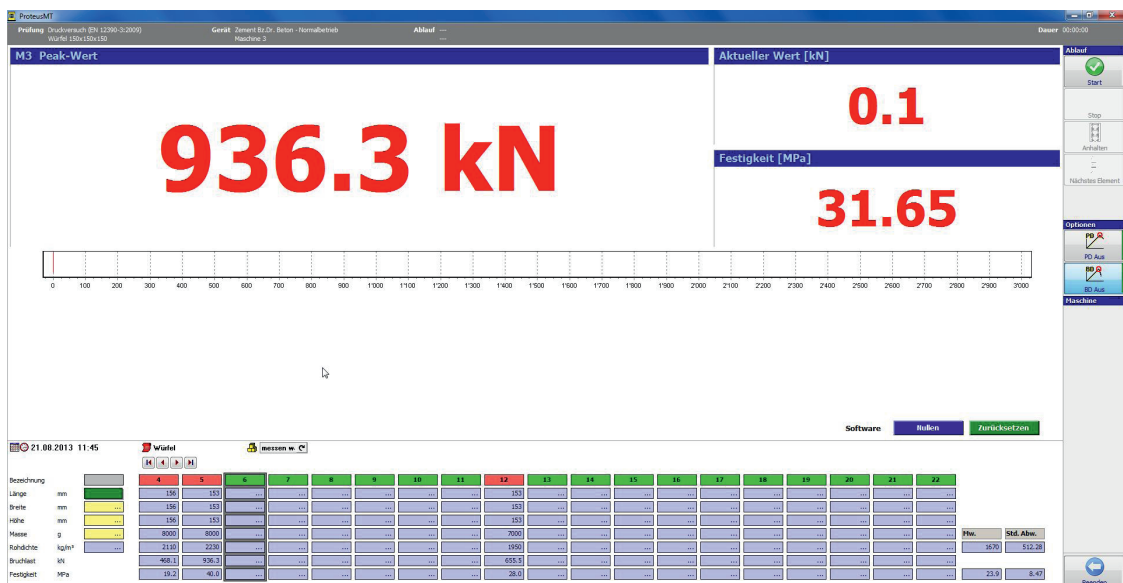 ProteusMT
Prüfung Druckversuch (EN 12390-3:2009) Gerät Zement Bz.Dr. Beton - Normalbetrieb Ablauf --- Dauer 00:00:00
Würfel 150x150x150 Maschine 3 ---
M3 Peak-Wert
936.3 kN
Aktueller Wert [kN]
0.1
Festigkeit [MPa]
31.65
Ablauf
Start
Stop
Anhalten
Nächstes Element
Optionen
PD
PD Aus
BD
BD Aus
Maschine
0 100 200 300 400 500 600 700 800 900 1'000 1'100 1'200 1'300 1'400 1'500 1'600 1'700 1'800 1'900 2'000 2'100 2'200 2'300 2'400 2'500 2'600 2'700 2'800 2'900 3'000
Software Nullen Zurücksetzen
21.08.2013 11:45 Würfel messen w.
Bezeichnung 4 5 6 7 8 9 10 11 12 13 14 15 16 17 18 19 20 21 22
Länge mm 156 153 ... ... ... ... ... ... 153 ... ... ... ... ... ... ... ... ... ...
Breite mm ... 156 153 ... ... ... ... ... ... 153 ... ... ... ... ... ... ... ... ... ...
Höhe mm ... 156 153 ... ... ... ... ... ... 153 ... ... ... ... ... ... ... ... ... ...
Masse g ... 8000 8000 ... ... ... ... ... ... 7000 ... ... ... ... ... ... ... ... ... ... Mw. Std. Abw.
Rohdichte kg/m³ ... 2110 2230 ... ... ... ... ... ... 1950 ... ... ... ... ... ... ... ... ... ... 1670 512.28
Bruchlast kN 468.1 936.3 ... ... ... ... ... ... 655.5 ... ... ... ... ... ... ... ... ... ...
Festigkeit MPa 19.2 40.0 ... ... ... ... ... ... 28.0 ... ... ... ... ... ... ... ... ... ... 23.9 8.47
Beenden